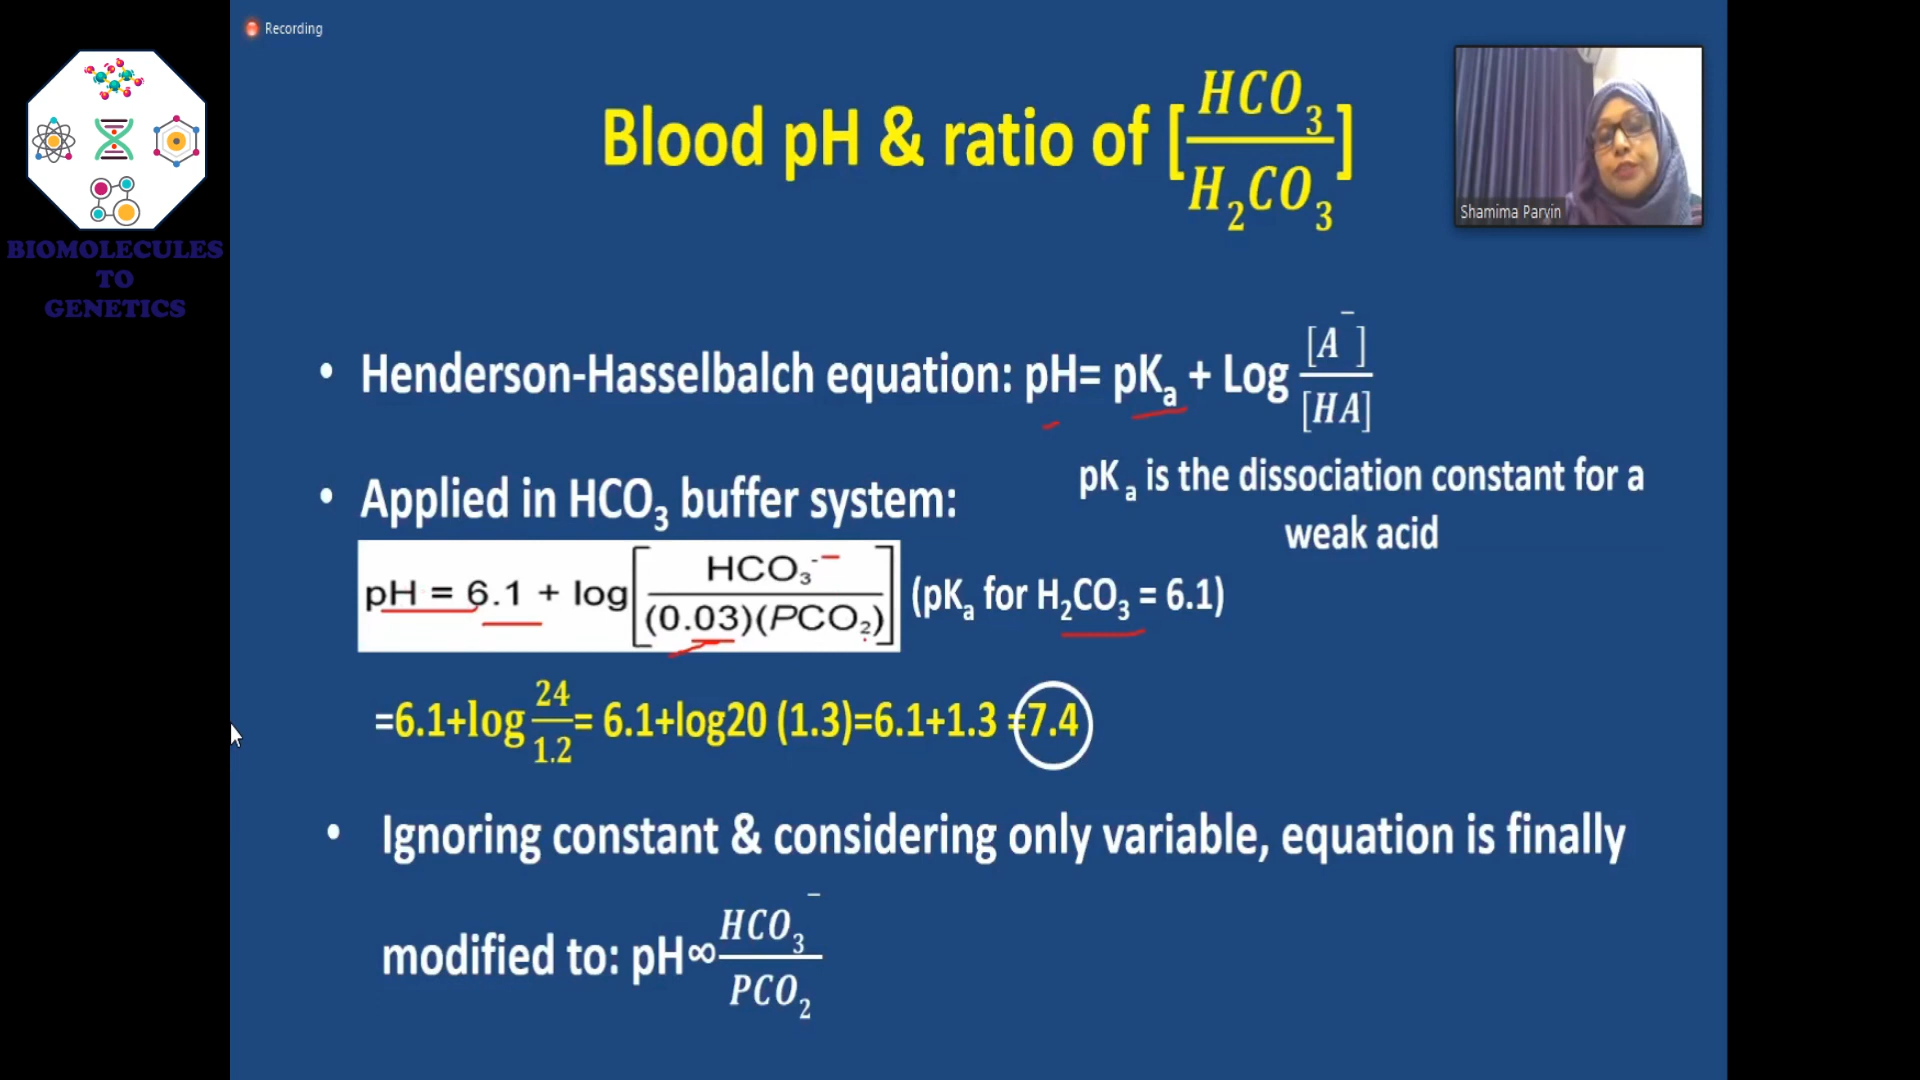 Recording
BIOMOLECULES
TO
GENETICS
Blood pH & ratio of [HCO₃/H₂CO₃]
Shamima Parvin
• Henderson-Hasselbalch equation: pH= pKₐ + Log [A⁻]/[HA]
pKₐ is the dissociation constant for a
weak acid
• Applied in HCO₃ buffer system:
pH = 6.1 + log[HCO₃⁻/(0.03)(PCO₂)] (pKₐ for H₂CO₃ = 6.1)
=6.1+log 24/1.2= 6.1+log20 (1.3)=6.1+1.3 =7.4
• Ignoring constant & considering only variable, equation is finally
modified to: pH∞HCO₃⁻/PCO₂